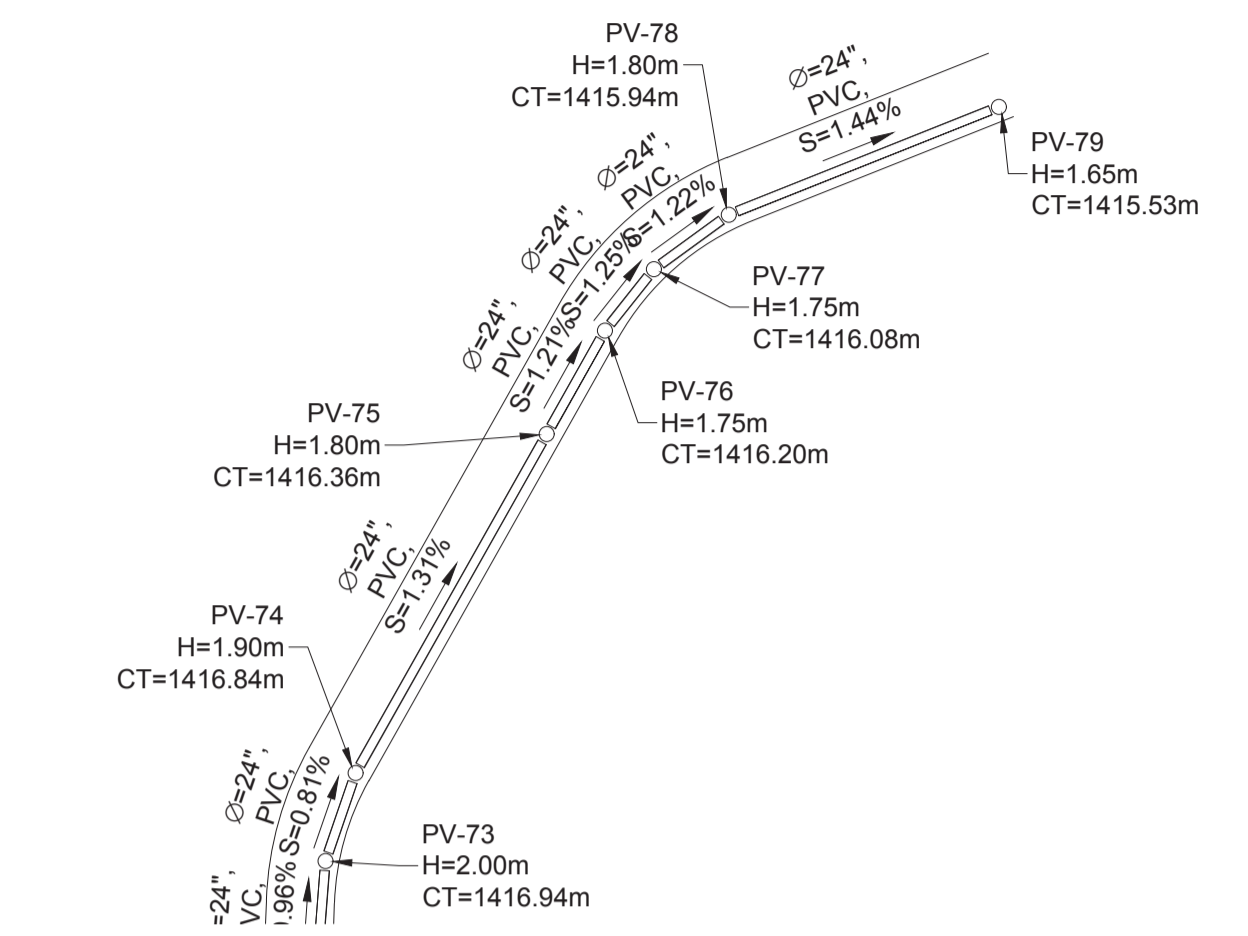 PV-78
H=1.80m
CT=1415.94m
Ø=24",
PVC,
S=1.44%
PV-79
H=1.65m
CT=1415.53m
Ø=24",
PVC,
S=1.22%
Ø=24",
PVC,
S=1.25%
PV-77
H=1.75m
CT=1416.08m
Ø=24",
PVC,
S=1.21%
PV-76
H=1.75m
CT=1416.20m
PV-75
H=1.80m
CT=1416.36m
Ø=24",
PVC,
S=1.31%
PV-74
H=1.90m
CT=1416.84m
Ø=24",
PVC,
S=0.81%
PV-73
H=2.00m
CT=1416.94m
=24",
VC,
.96%